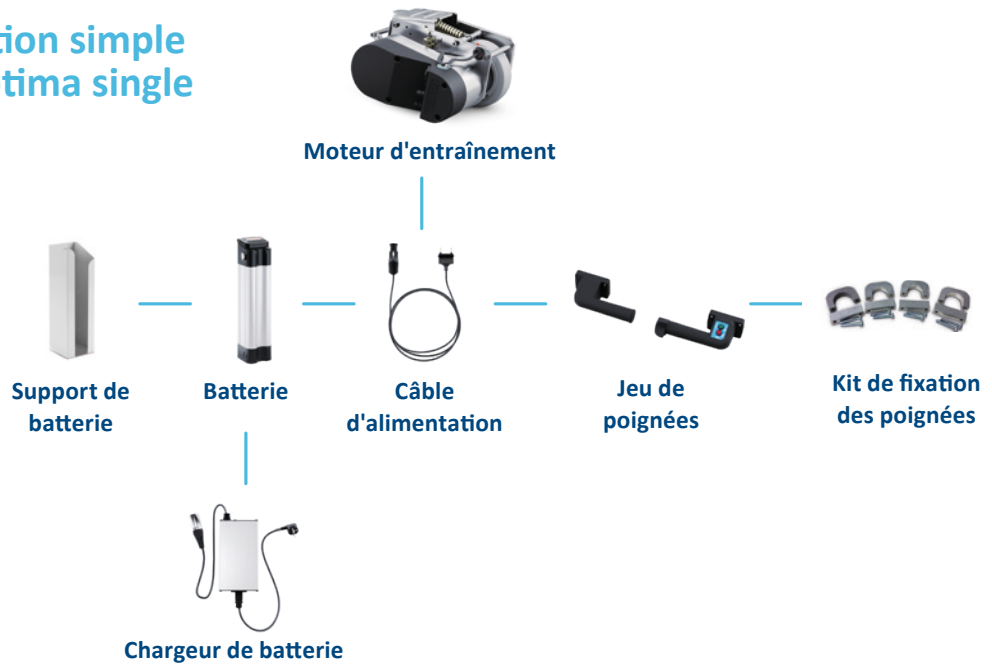 tion simple
tima single
Moteur d'entraînement
Support de
batterie
Batterie
Câble
d'alimentation
Jeu de
poignées
Kit de fixation
des poignées
Chargeur de batterie